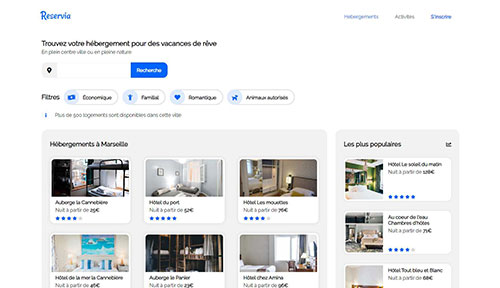 Reservia
Hébergements
Activités
S'inscrire
Trouvez votre hébergement pour des vacances de rêve
En plein centre ville ou en pleine nature
Recherche
Filtres
Économique
Familial
Romantique
Animaux autorisés
Plus de 500 logements sont disponibles dans cette ville
Hébergements à Marseille
Auberge la Cannebière
Nuit à partir de 25€
Hôtel du port
Nuit à partir de 52€
Hôtel Les mouettes
Nuit à partir de 76€
Hôtel de la mer la Cannebière
Nuit à partir de 46€
Auberge le Panier
Nuit à partir de 23€
Hôtel chez Amina
Nuit à partir de 96€
Les plus populaires
Hôtel Le soleil du matin
Nuit à partir de 128€
Au coeur de l'eau
Chambres d'hôtes
Nuit à partir de 71€
Hôtel Tout bleu et Blanc
Nuit à partir de 68€